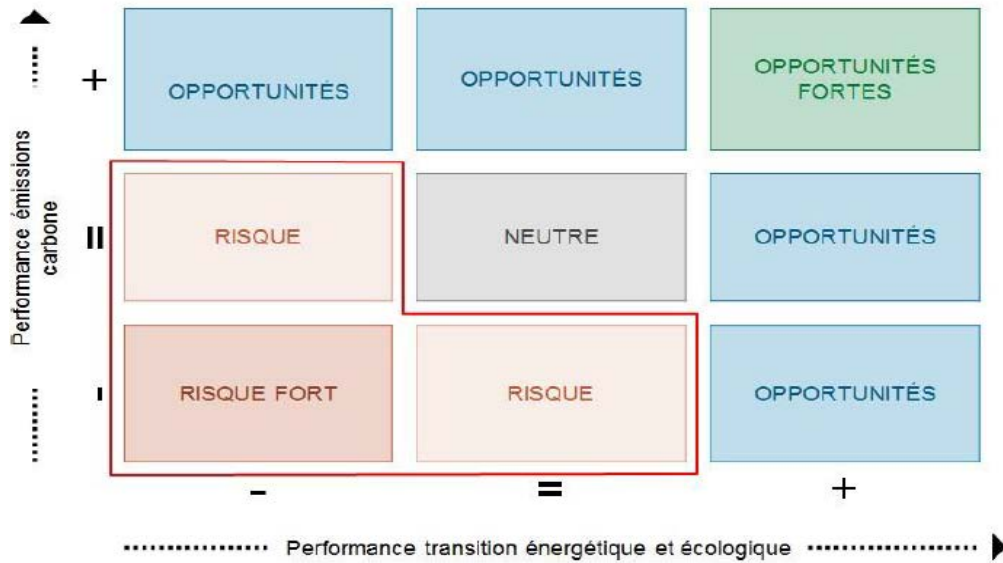 +
OPPORTUNITÉS
OPPORTUNITÉS
OPPORTUNITÉS
FORTES
Performance émissions
carbone
=
RISQUE
NEUTRE
OPPORTUNITÉS
-
RISQUE FORT
RISQUE
OPPORTUNITÉS
-
=
+
Performance transition énergétique et écologique